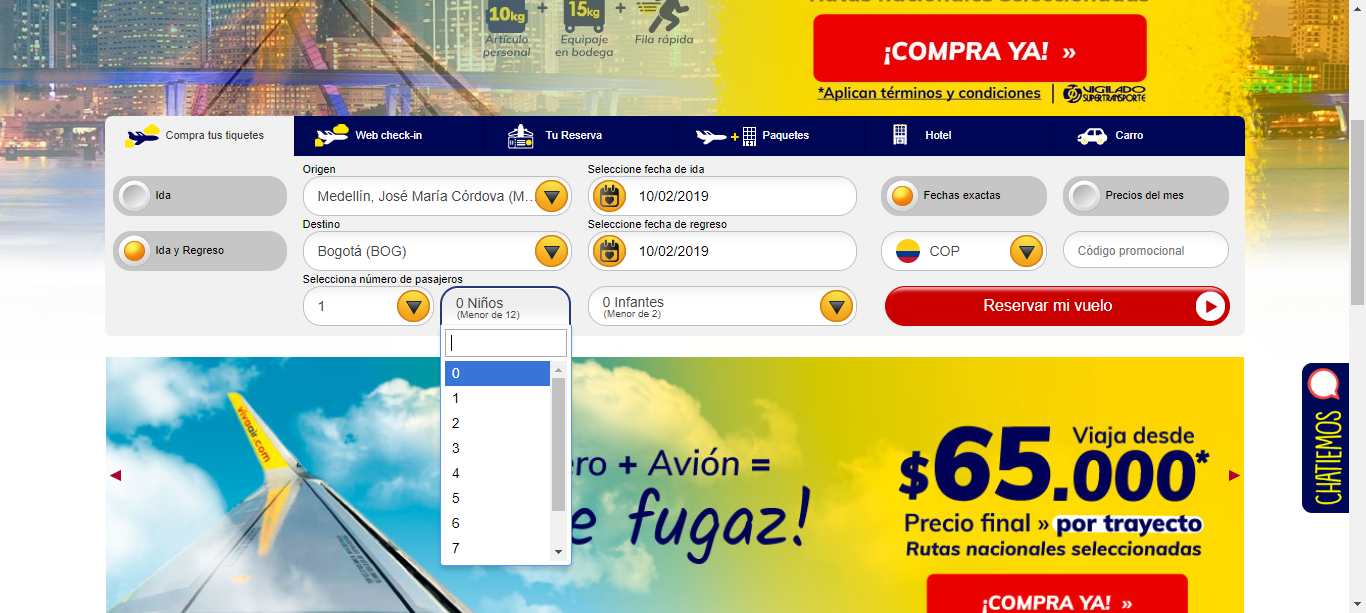 Rutas nacionales seleccionadas
10kg + 15kg +
Artículo personal
Equipaje en bodega
Fila rápida
¡COMPRA YA! »
*Aplican términos y condiciones | VIGILADO SUPERTRANSPORTE
Compra tus tiquetes
Web check-in
Tu Reserva
+
Paquetes
Hotel
Carro
Ida
Ida y Regreso
Origen
Medellín, José María Córdova (M...
Destino
Bogotá (BOG)
Selecciona número de pasajeros
1
0 Niños
(Menor de 12)
0
1
2
3
4
5
6
7
Seleccione fecha de ida
10/02/2019
Seleccione fecha de regreso
10/02/2019
0 Infantes
(Menor de 2)
Fechas exactas
Precios del mes
COP
Código promocional
Reservar mi vuelo
vivaair.com
ero + Avión =
e fugaz!
Viaja desde
$65.000*
Precio final » por trayecto
Rutas nacionales seleccionadas
¡COMPRA YA! »
CHATIEMOS